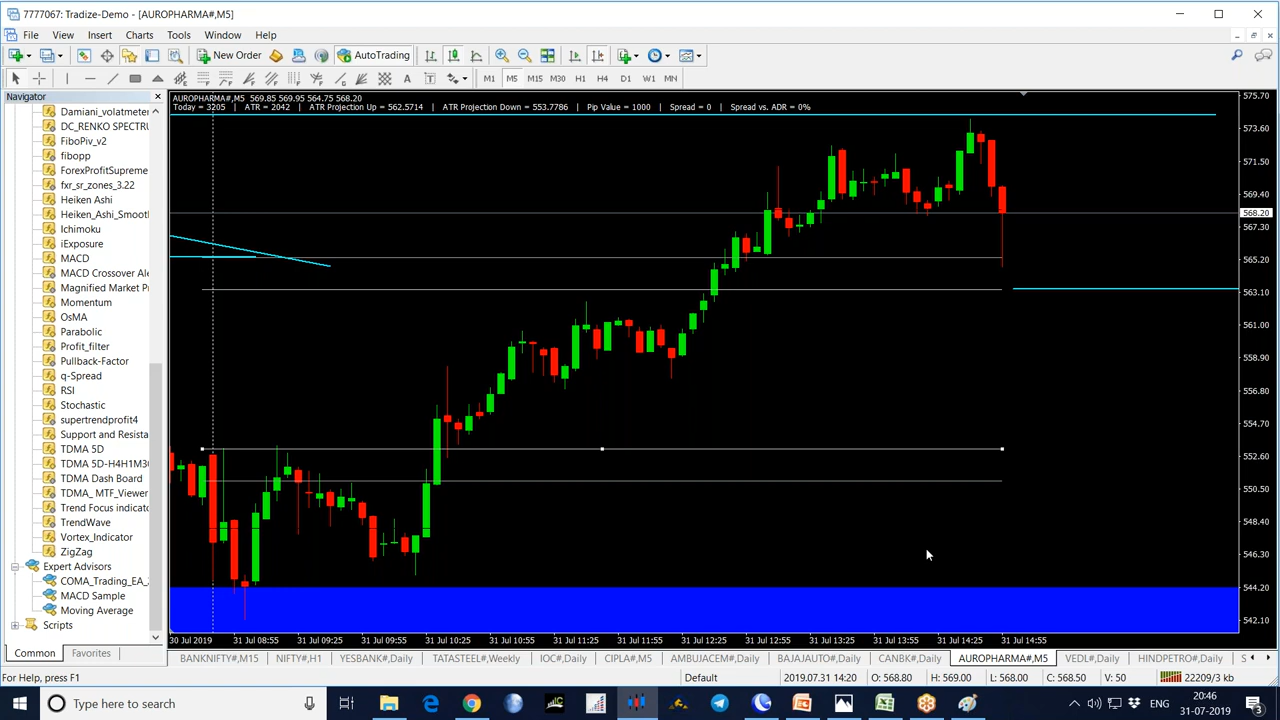 7777067: Tradize-Demo - [AUROPHARMA#,M5]
File View Insert Charts Tools Window Help
New Order AutoTrading
A T M1 M5 M15 M30 H1 H4 D1 W1 MN
Navigator
Damiani_volatmeter
DC_RENKO SPECTRU
FiboPiv_v2
fibopp
ForexProfitSupreme
fxr_sr_zones_3.22
Heiken Ashi
Heiken_Ashi_Smoot
Ichimoku
iExposure
MACD
MACD Crossover Ale
Magnified Market P
Momentum
OsMA
Parabolic
Profit_filter
Pullback-Factor
q-Spread
RSI
Stochastic
supertrendprofit4
Support and Resista
TDMA 5D
TDMA 5D-H4H1M3
TDMA Dash Board
TDMA_ MTF_Viewer
Trend Focus indicato
TrendWave
Vortex_Indicator
ZigZag
Expert Advisors
COMA_Trading_EA_
MACD Sample
Moving Average
Scripts
Common Favorites
AUROPHARMA#,M5 569.85 569.95 564.75 568.20
Today = 3205 | ATR = 2042 | ATR Projection Up = 562.5714 | ATR Projection Down = 553.7786 | Pip Value = 1000 | Spread = 0 | Spread vs. ADR = 0%
575.70
573.60
571.50
569.40
568.20
567.30
565.20
563.10
561.00
558.90
556.80
554.70
552.60
550.50
548.40
546.30
544.20
542.10
30 Jul 2019 31 Jul 08:55 31 Jul 09:25 31 Jul 09:55 31 Jul 10:25 31 Jul 10:55 31 Jul 11:25 31 Jul 11:55 31 Jul 12:25 31 Jul 12:55 31 Jul 13:25 31 Jul 13:55 31 Jul 14:25 31 Jul 14:55
BANKNIFTY#,M15 NIFTY#,H1 YESBANK#,Daily TATASTEEL#,Weekly IOC#,Daily CIPLA#,M5 AMBUJACEM#,Daily BAJAJAUTO#,Daily CANBK#,Daily AUROPHARMA#,M5 VEDL#,Daily HINDPETRO#,Daily S
For Help, press F1 Default 2019.07.31 14:20 O: 568.80 H: 569.00 L: 568.00 C: 568.50 V: 50 22209/3 kb
Type here to search ENG 20:46
31-07-2019 3